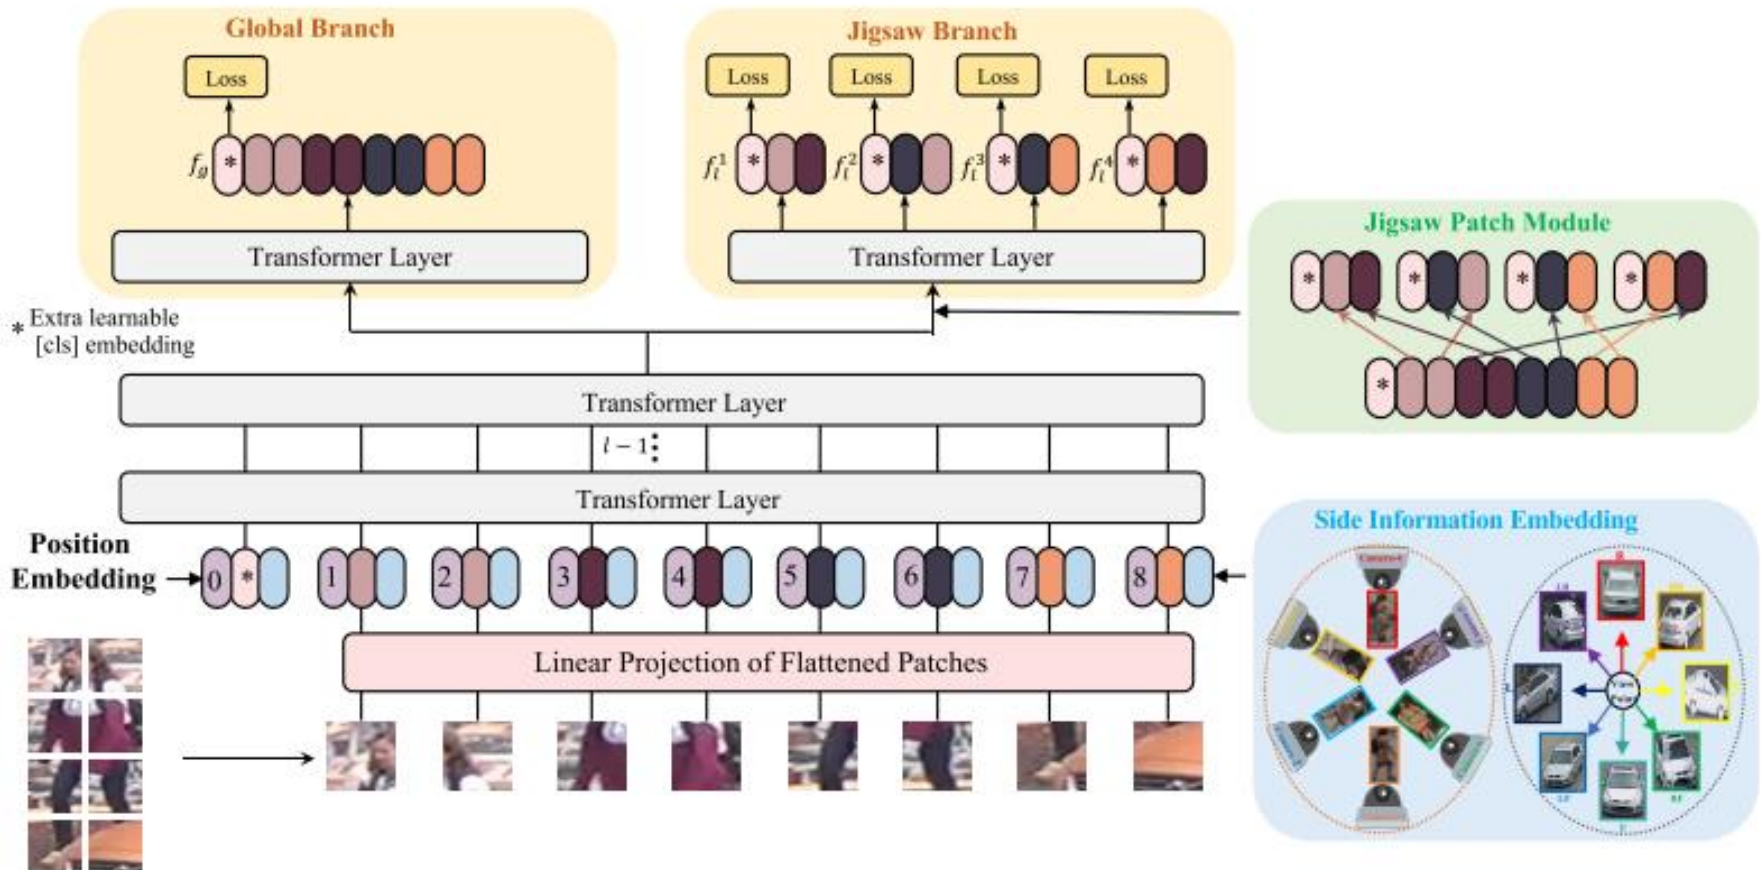 Global Branch
Loss
*
f_g
Transformer Layer
Jigsaw Branch
Loss
Loss
Loss
Loss
f_l^1
*
f_l^2
*
f_l^3
*
f_l^4
*
Transformer Layer
Jigsaw Patch Module
*
*
*
*
*
* Extra learnable
[cls] embedding
Transformer Layer
l − 1
Transformer Layer
Position
Embedding
0 * 1 2 3 4 5 6 7 8
Linear Projection of Flattened Patches
Side Information Embedding
View
Point